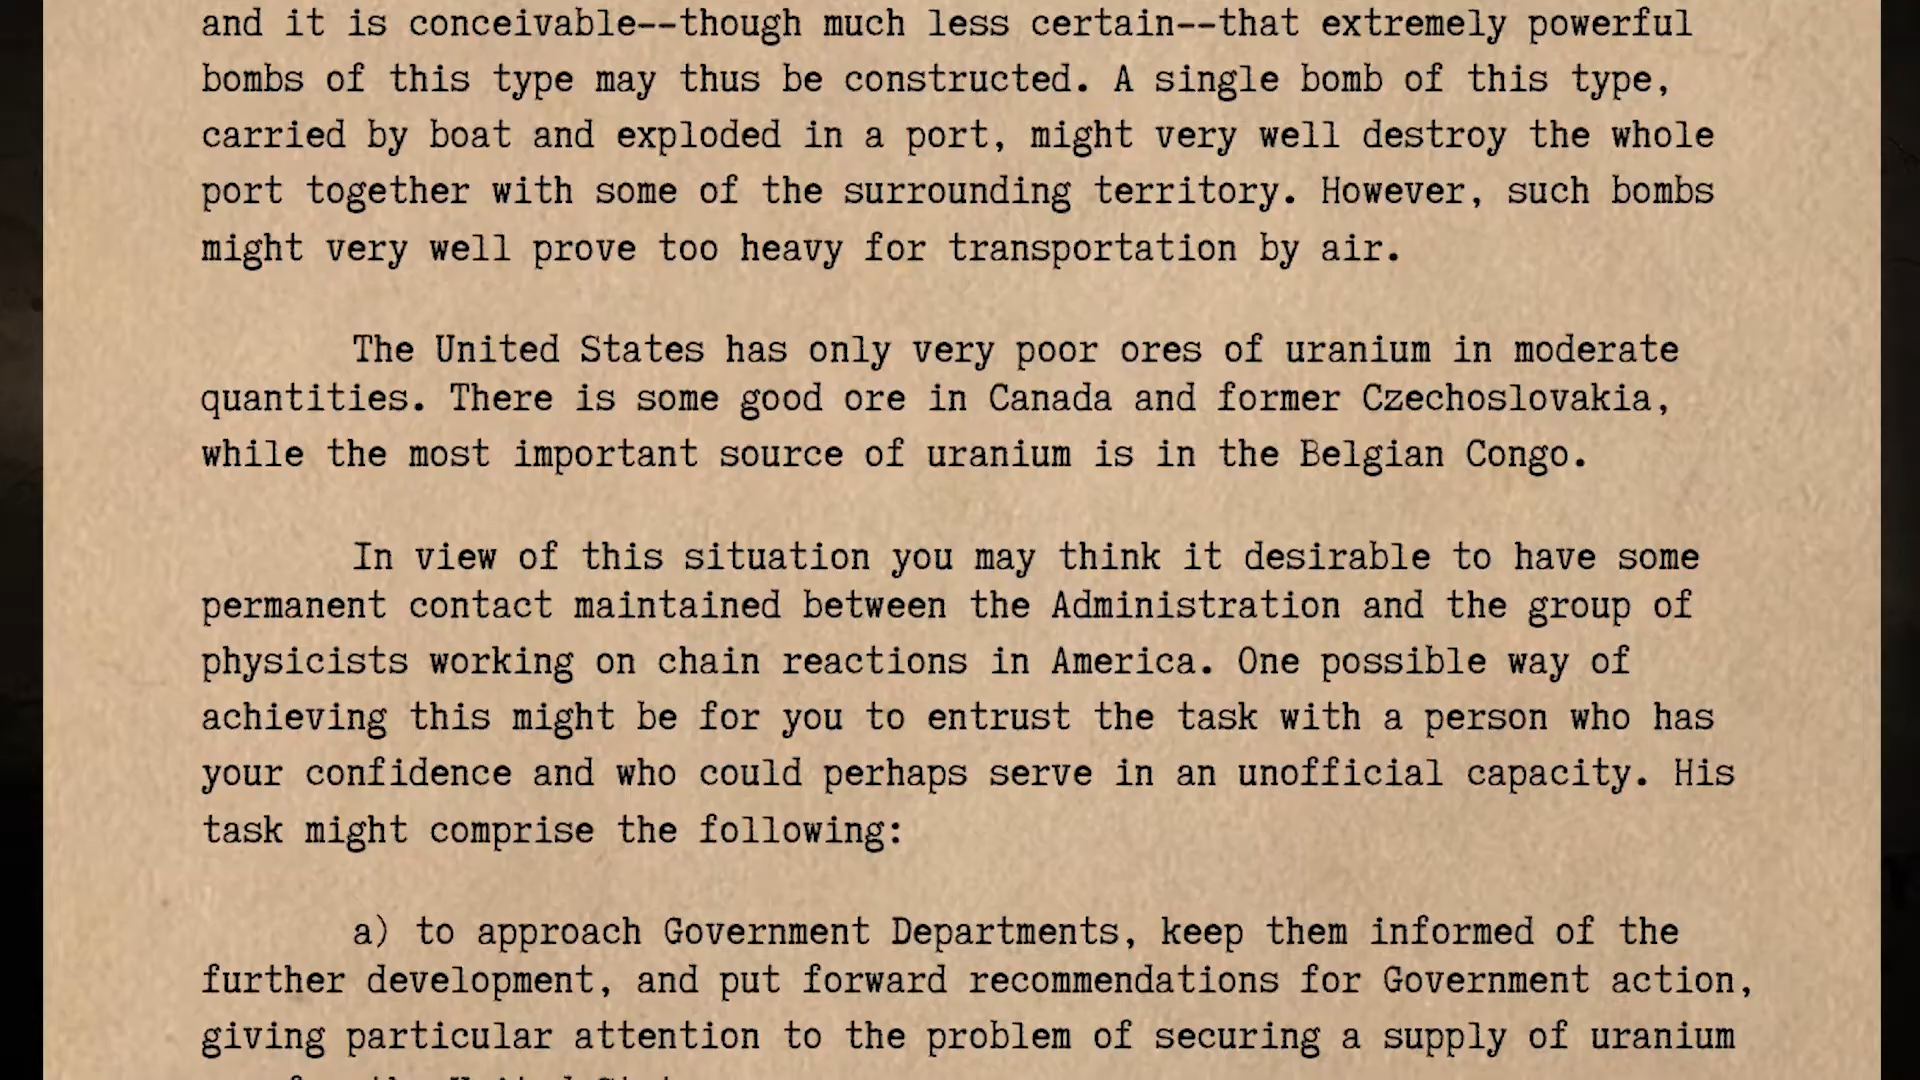 and it is conceivable--though much less certain--that extremely powerful
bombs of this type may thus be constructed. A single bomb of this type,
carried by boat and exploded in a port, might very well destroy the whole
port together with some of the surrounding territory. However, such bombs
might very well prove too heavy for transportation by air.
The United States has only very poor ores of uranium in moderate
quantities. There is some good ore in Canada and former Czechoslovakia,
while the most important source of uranium is in the Belgian Congo.
In view of this situation you may think it desirable to have some
permanent contact maintained between the Administration and the group of
physicists working on chain reactions in America. One possible way of
achieving this might be for you to entrust the task with a person who has
your confidence and who could perhaps serve in an unofficial capacity. His
task might comprise the following:
a) to approach Government Departments, keep them informed of the
further development, and put forward recommendations for Government action,
giving particular attention to the problem of securing a supply of uranium